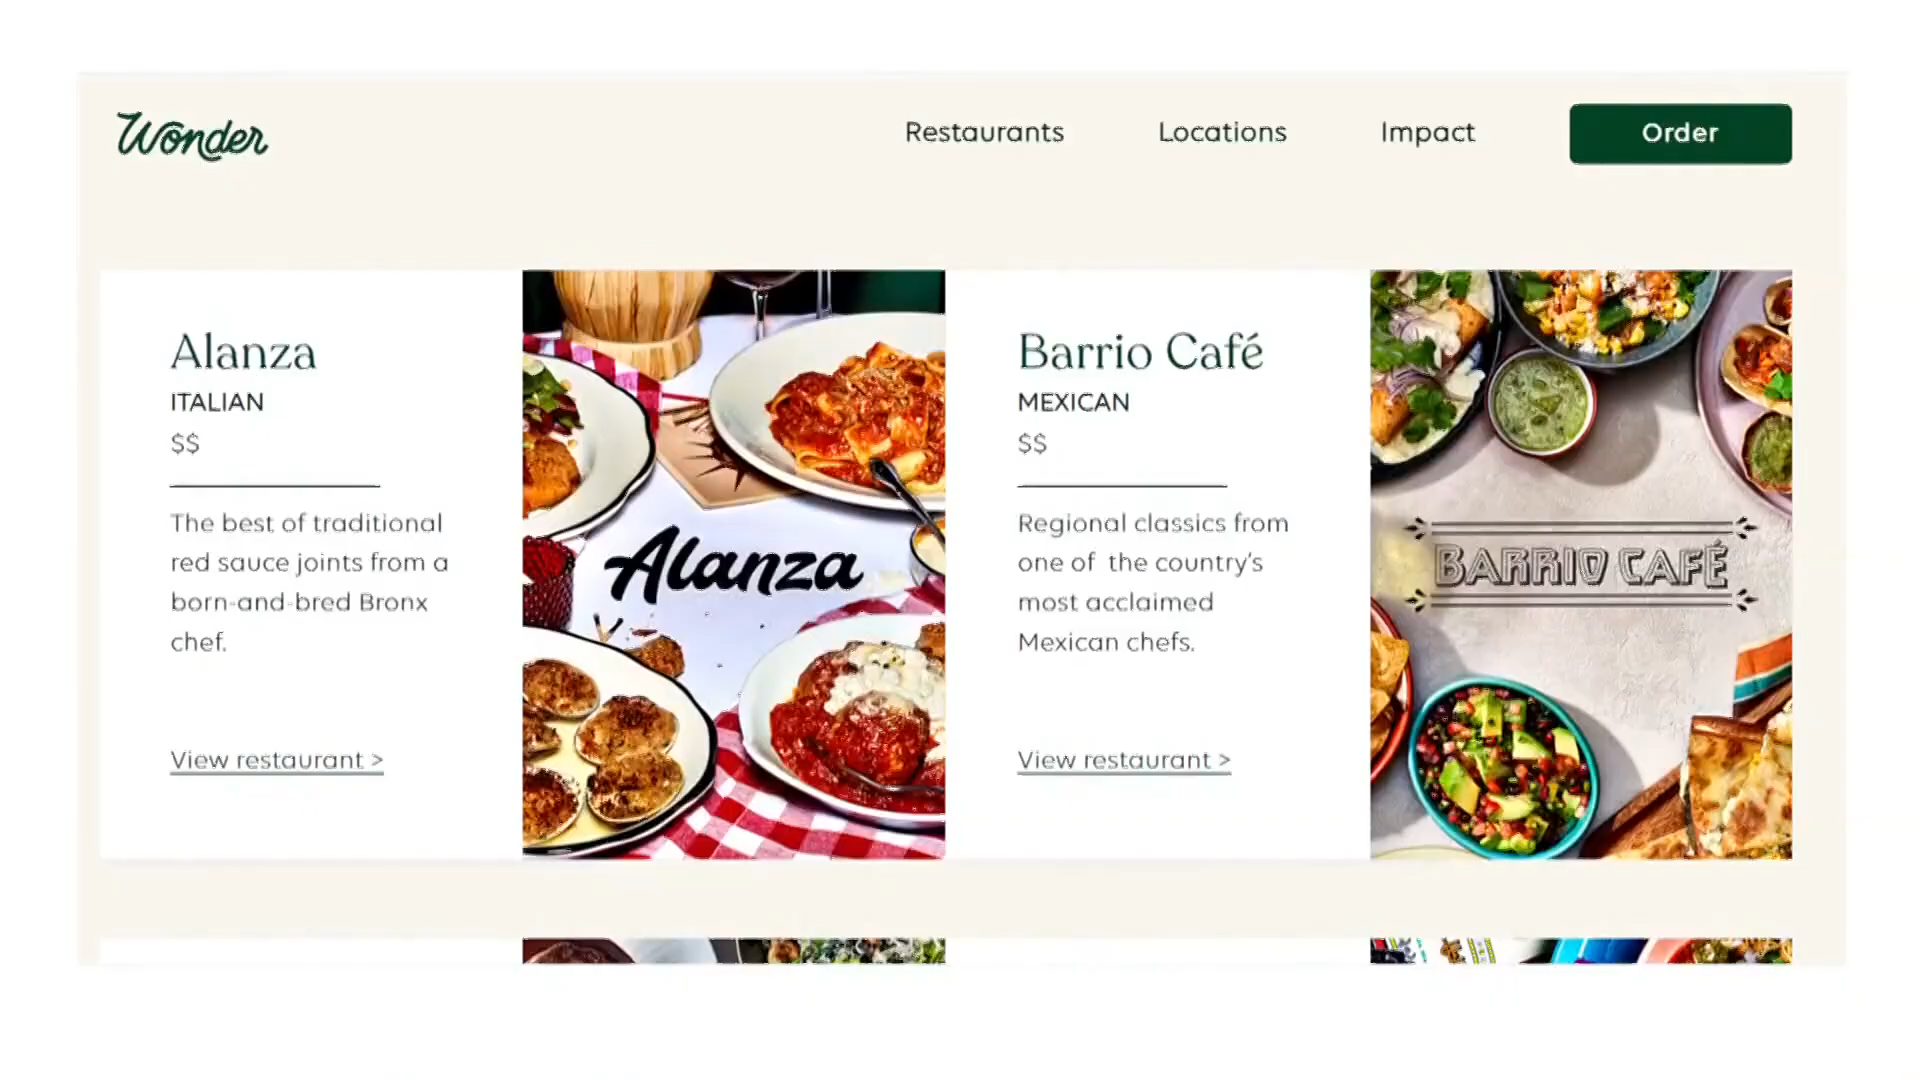 Wonder
Restaurants
Locations
Impact
Order
Alanza
ITALIAN
$$
The best of traditional
red sauce joints from a
born-and-bred Bronx
chef.
View restaurant >
Alanza
Barrio Café
MEXICAN
$$
Regional classics from
one of the country's
most acclaimed
Mexican chefs.
View restaurant >
BARRIO CAFÉ